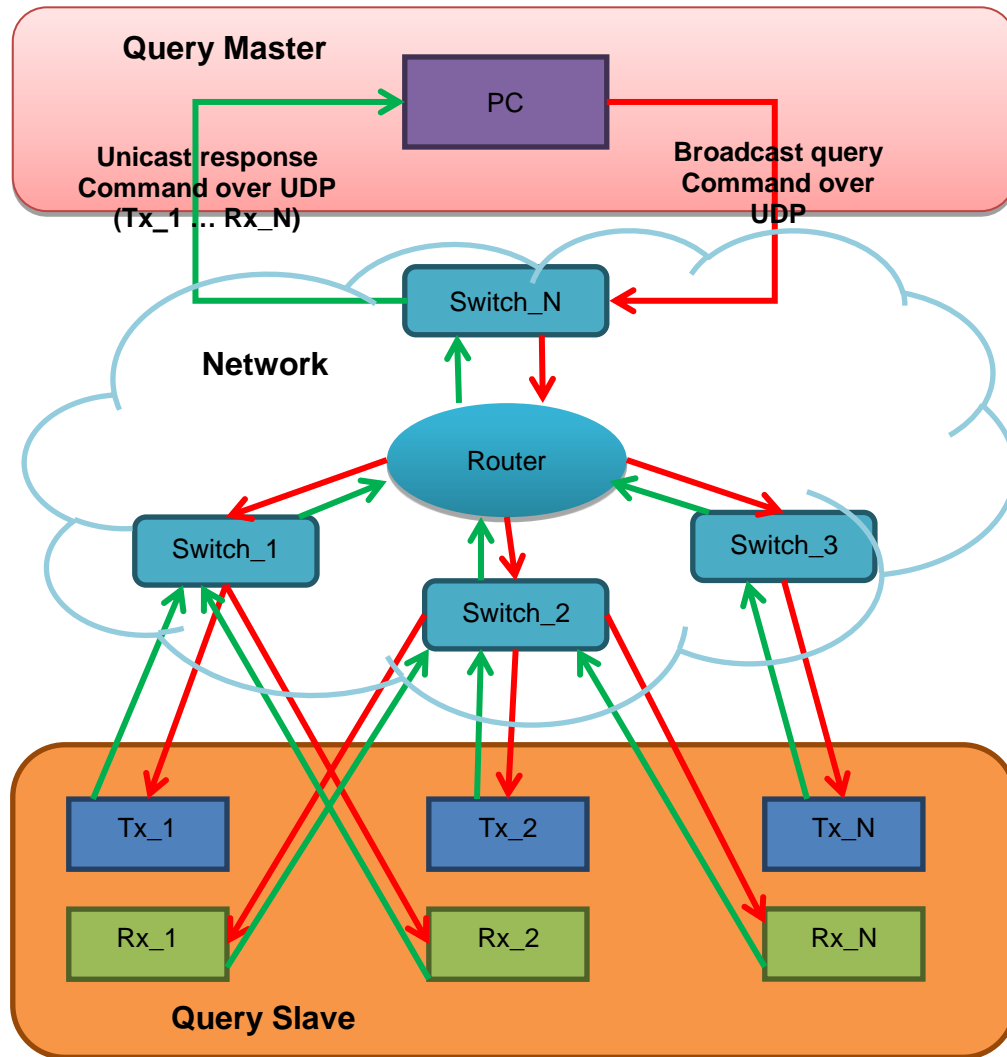 Query Master
PC
Unicast response
Command over UDP
(Tx_1 … Rx_N)
Broadcast query
Command over
UDP
Switch_N
Network
Router
Switch_1
Switch_3
Switch_2
Tx_1
Tx_2
Tx_N
Rx_1
Rx_2
Rx_N
Query Slave